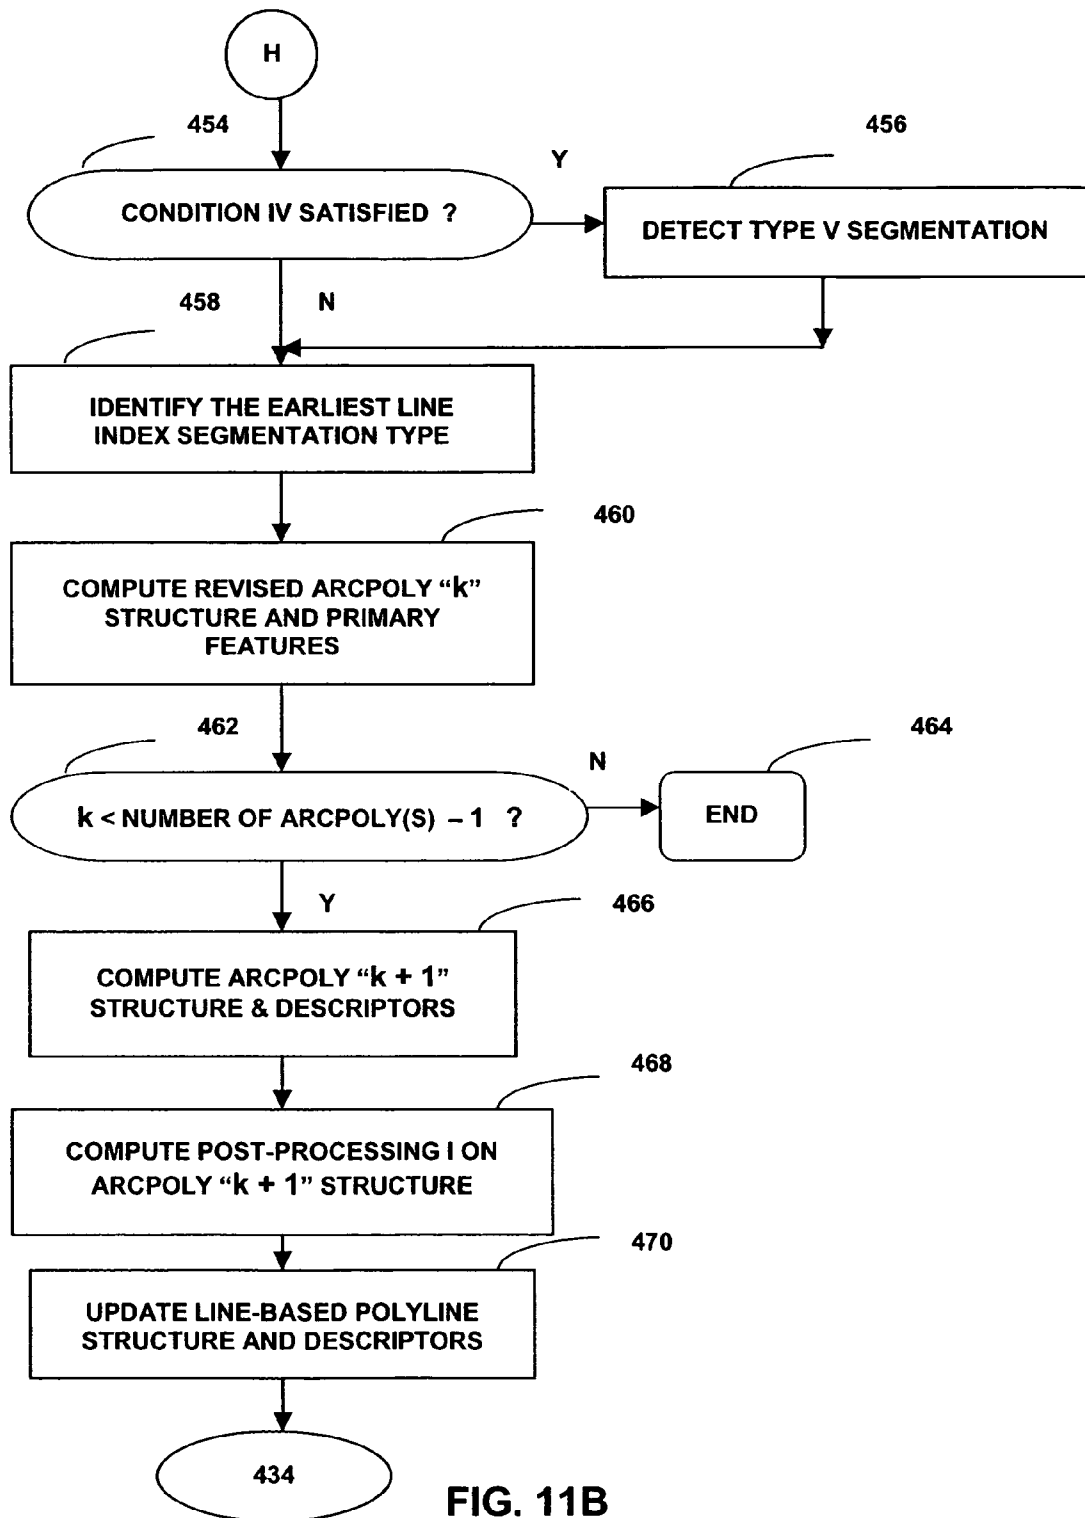 H
454
456
CONDITION IV SATISFIED ?
Y
DETECT TYPE V SEGMENTATION
458
N
IDENTIFY THE EARLIEST LINE
INDEX SEGMENTATION TYPE
460
COMPUTE REVISED ARCPOLY “k”
STRUCTURE AND PRIMARY
FEATURES
462
464
k < NUMBER OF ARCPOLY(S) – 1 ?
N
END
Y
466
COMPUTE ARCPOLY “k + 1”
STRUCTURE & DESCRIPTORS
468
COMPUTE POST-PROCESSING I ON
ARCPOLY “k + 1” STRUCTURE
470
UPDATE LINE-BASED POLYLINE
STRUCTURE AND DESCRIPTORS
434
FIG. 11B